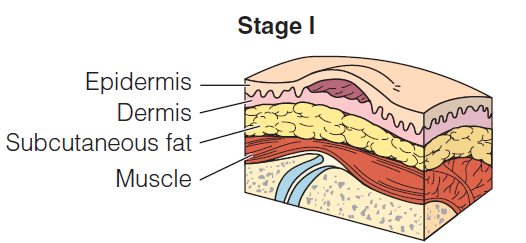 Stage I
Epidermis
Dermis
Subcutaneous fat
Muscle